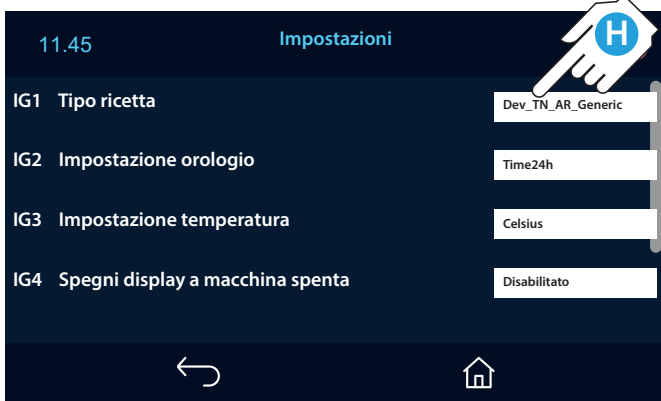 11.45 Impostazioni H
IG1 Tipo ricetta Dev_TN_AR_Generic
IG2 Impostazione orologio Time24h
IG3 Impostazione temperatura Celsius
IG4 Spegni display a macchina spenta Disabilitato